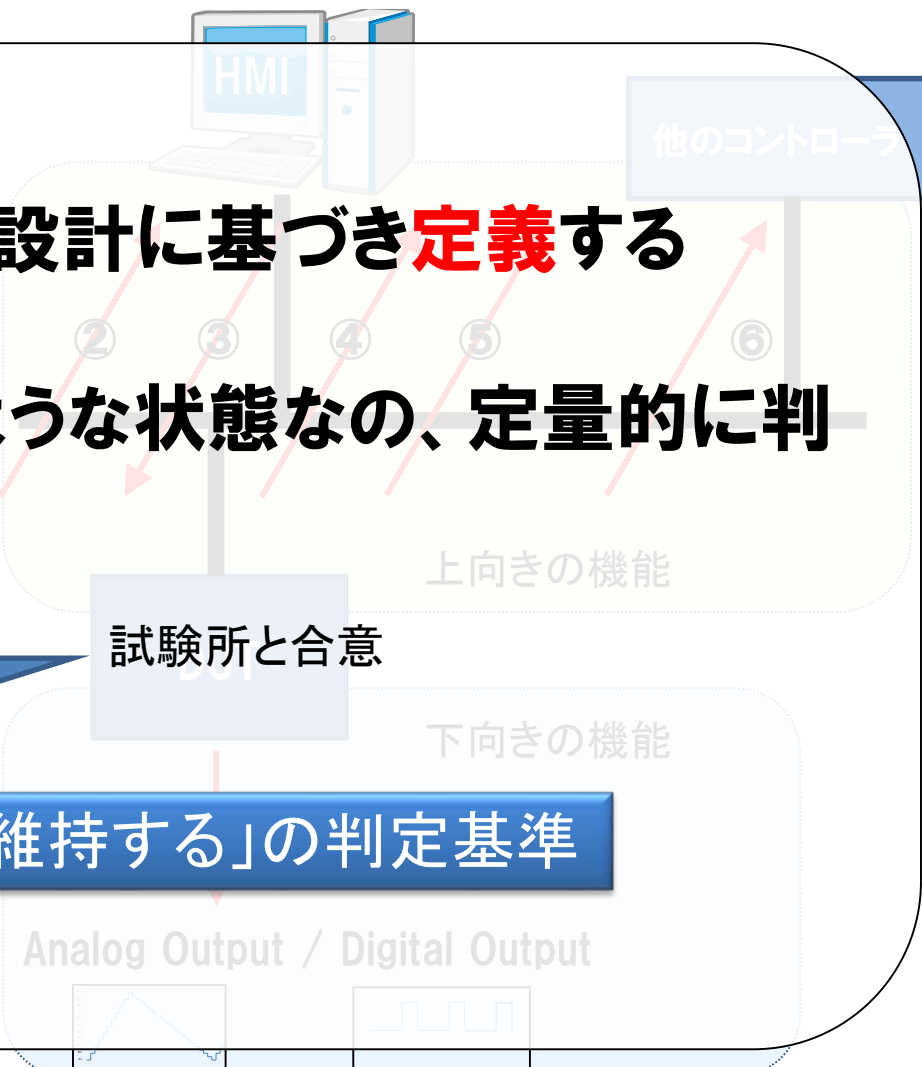 HMI
他のコントローラ
設計に基づき定義する
② ③ ④ ⑤ ⑥
うな状態なの、定量的に判
上向きの機能
試験所と合意
DUT
下向きの機能
維持する」の判定基準
Analog Output / Digital Output